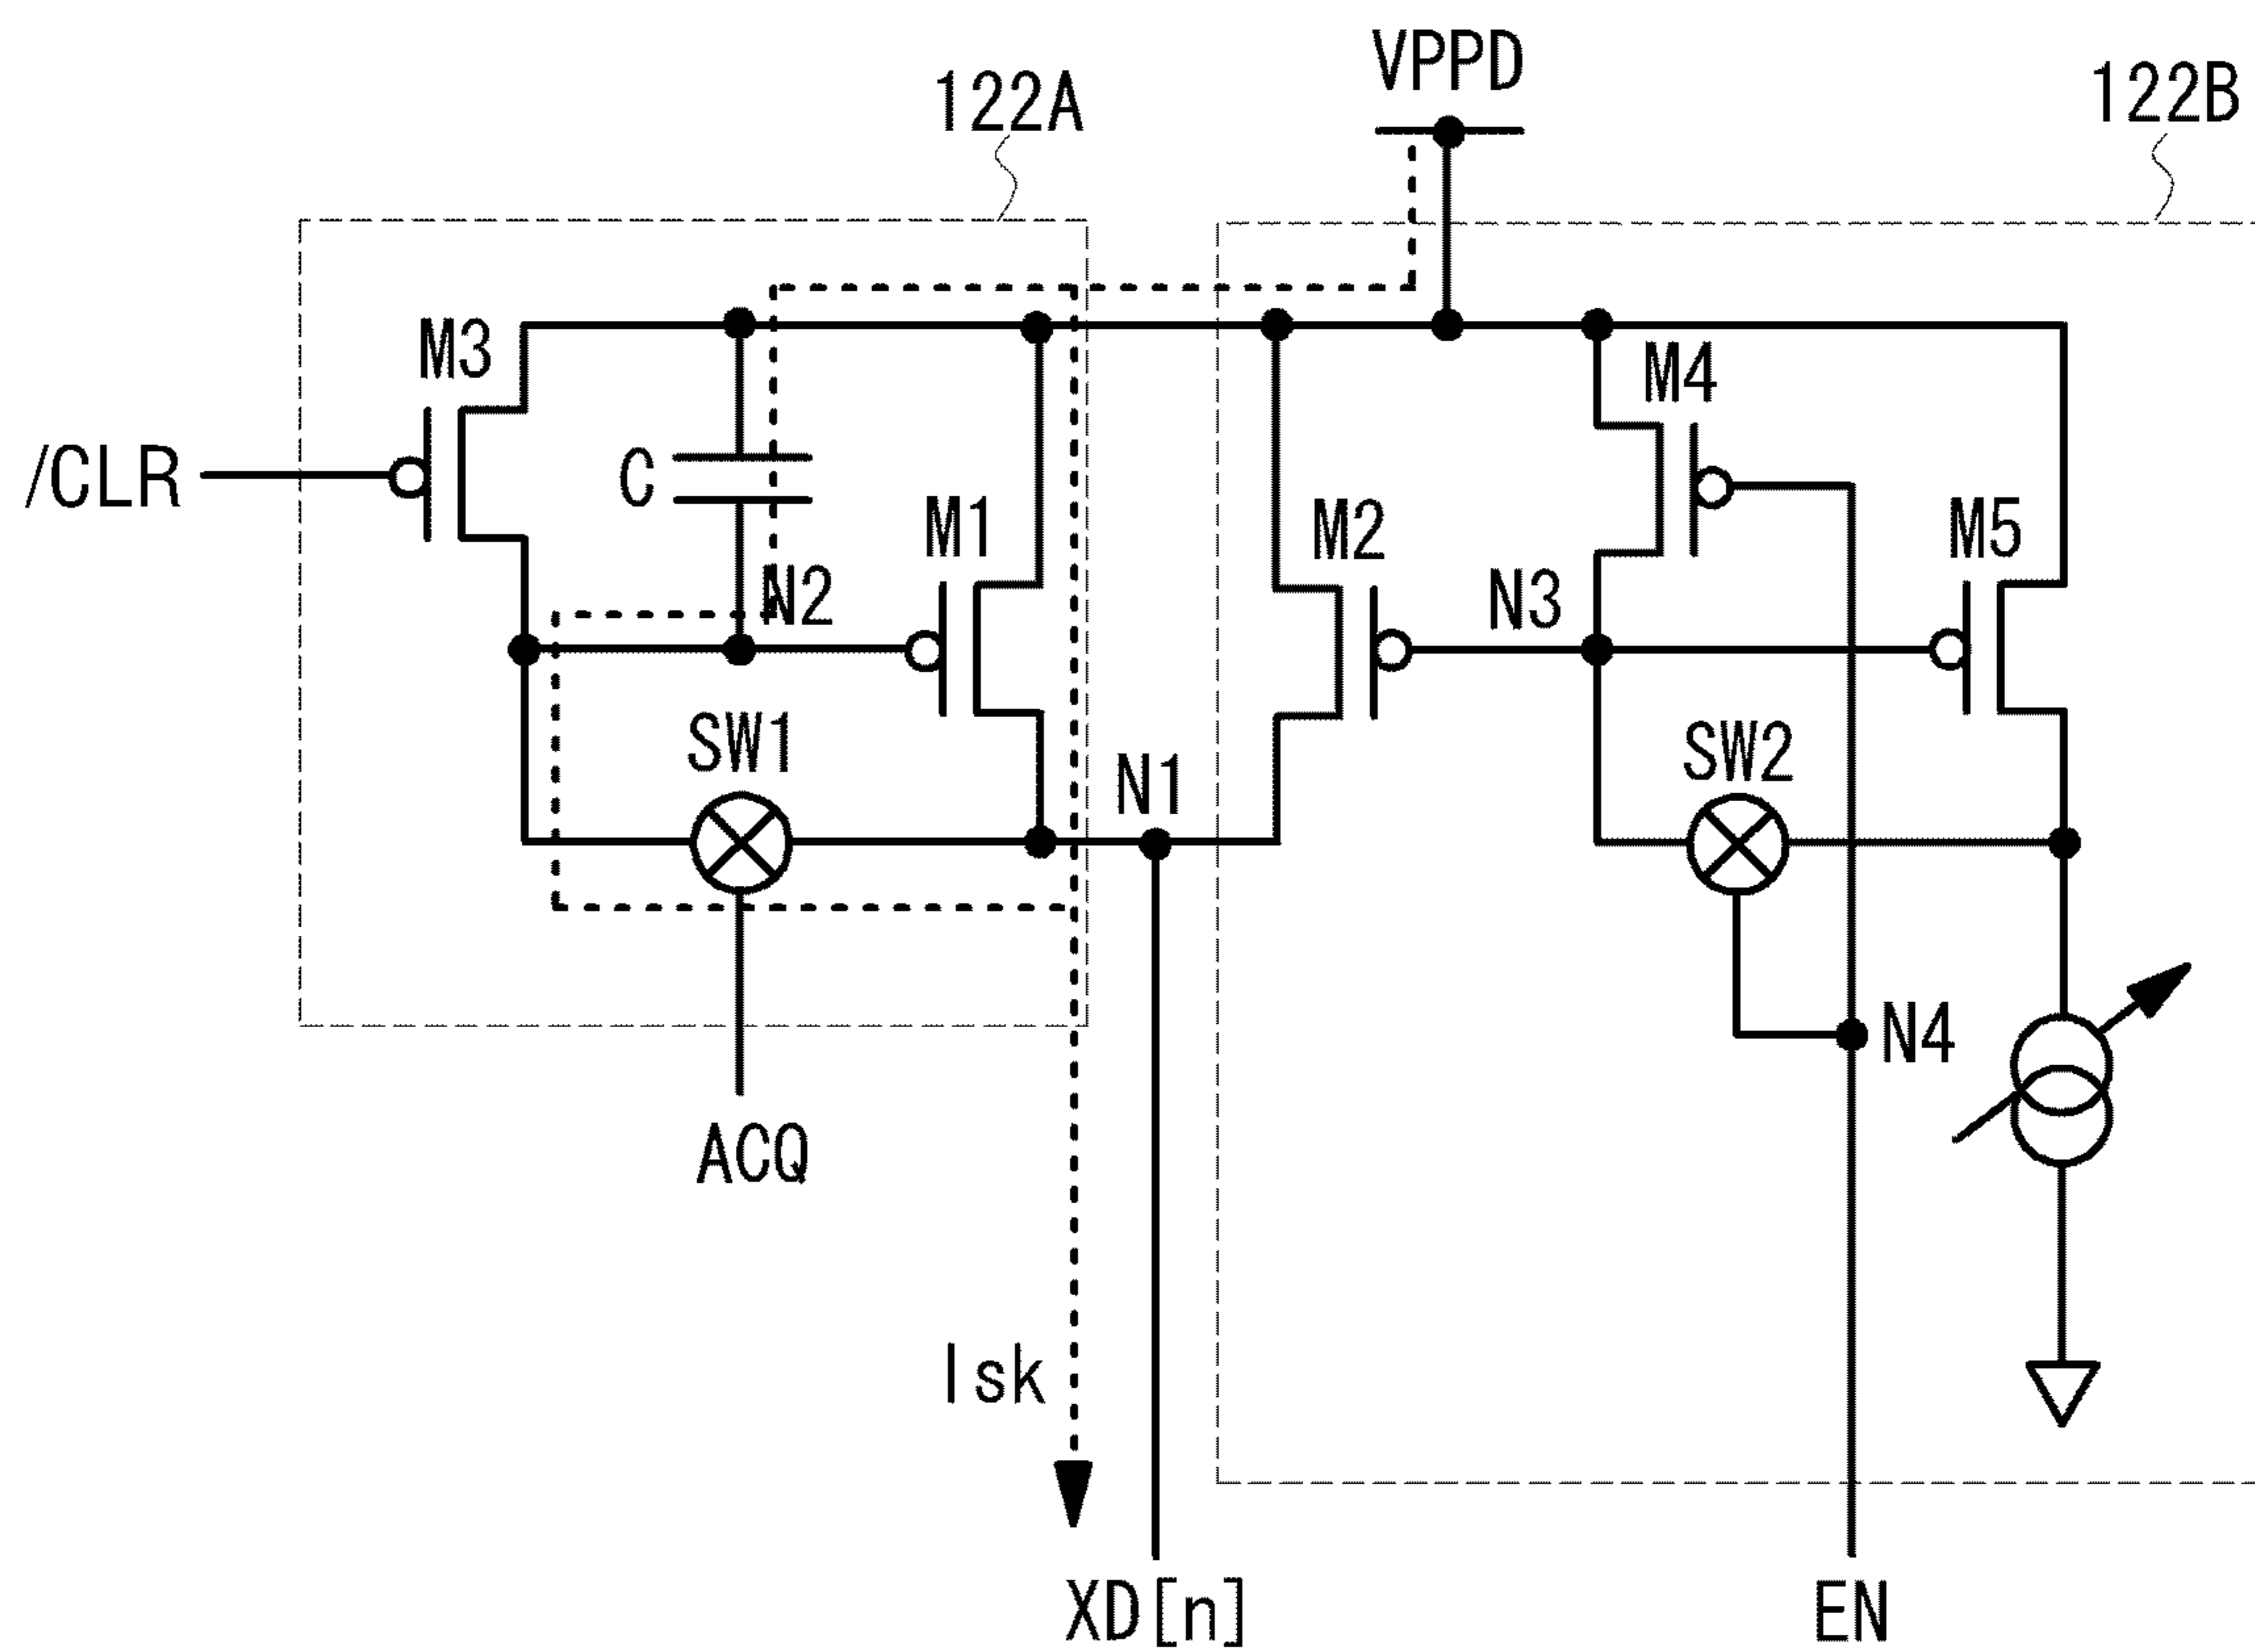 VPPD
122A
122B
M3
M4
/CLR
C
M1
M2
M5
N2
N3
SW1
SW2
N1
N4
ACQ
Isk
XD[n]
EN